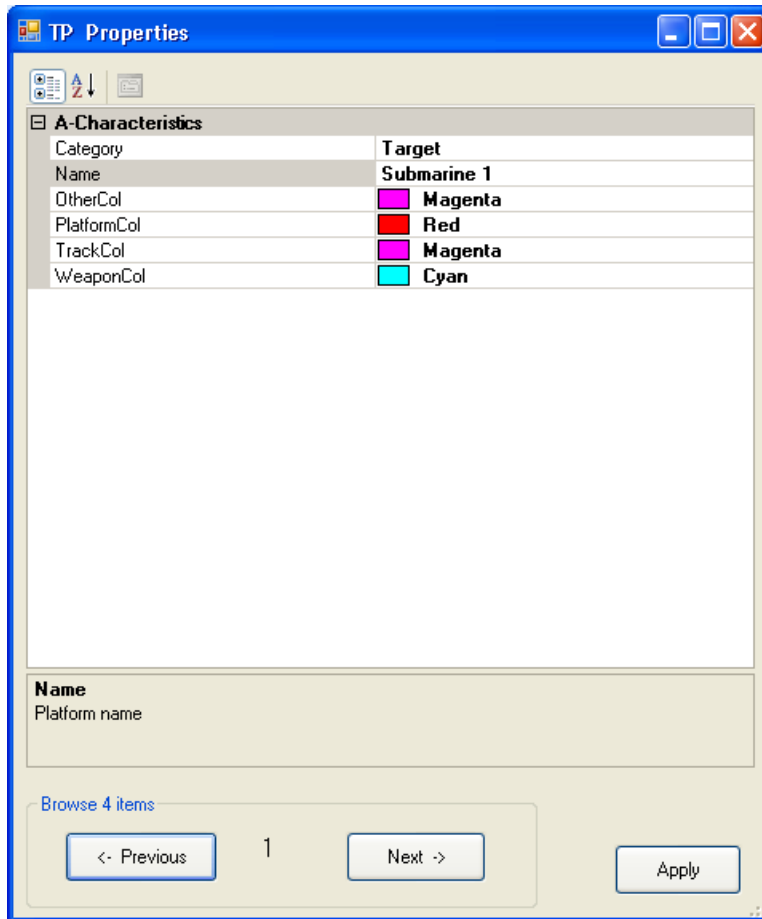 TP Properties
A
Z
A-Characteristics
Category Target
Name Submarine 1
OtherCol Magenta
PlatformCol Red
TrackCol Magenta
WeaponCol Cyan
Name
Platform name
Browse 4 items
<- Previous 1 Next ->
Apply